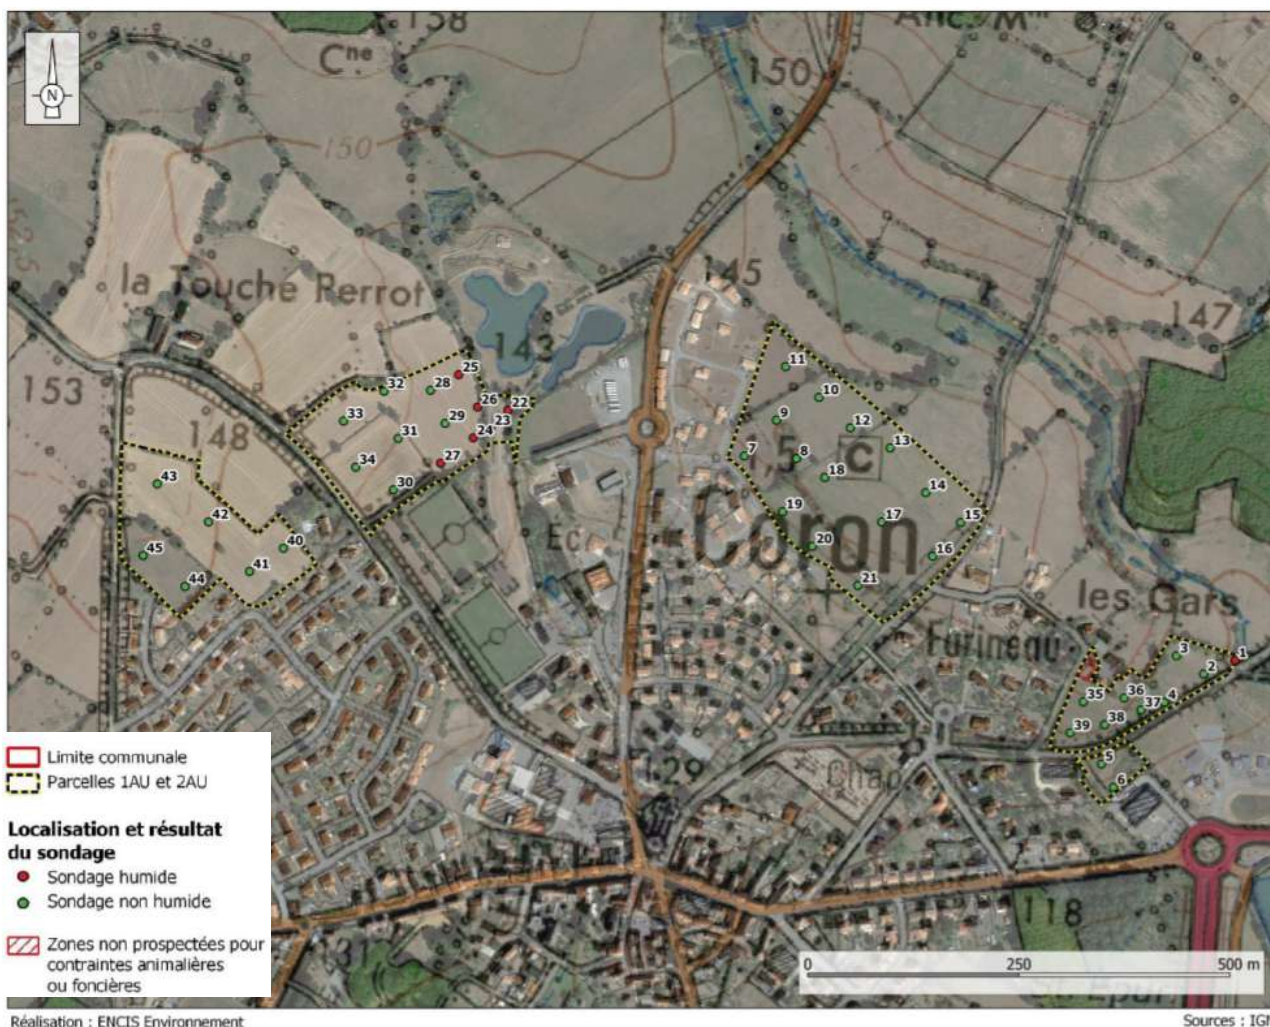 158
Anc. Mⁱⁿ
N
Cⁿᵉ
150
150
145
la Touche Perrot
147
143
153
148
11
10
25
28
32
26
22
23
29
9
33
12
31
24
13
7
8
1,5
C
27
34
18
43
30
14
19
17
15
42
Coron
Ec.
20
40
16
45
41
21
44
les Gars
Furineau
3
1
2
36
4
35
37
38
39
5
6
129
Chap
118
Limite communale
Parcelles 1AU et 2AU
Localisation et résultat
du sondage
Sondage humide
Sondage non humide
Zones non prospectées pour
contraintes animalières
ou foncières
0 250 500 m
Réalisation : ENCIS Environnement
Sources : IGN